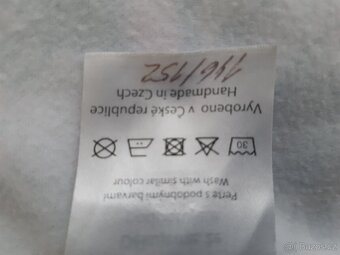 Perte s podobnými barvami
Wash with similar colour
30
Vyrobeno v České republice
Handmade in Czech
146/152